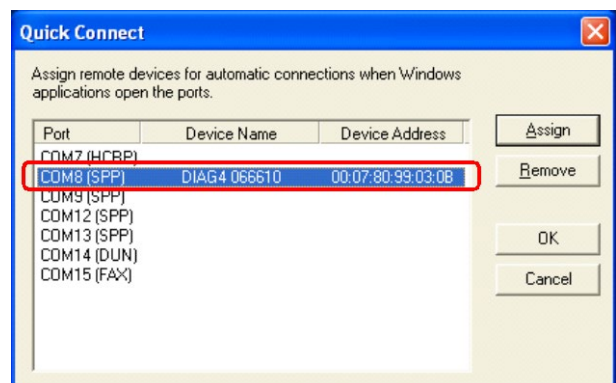 Quick Connect
Assign remote devices for automatic connections when Windows
applications open the ports.
Port Device Name Device Address
COM7 (HCRP)
COM8 (SPP) DIAG4 066610 00:07:80:99:03:0B
COM9 (SPP)
COM12 (SPP)
COM13 (SPP)
COM14 (DUN)
COM15 (FAX)
Assign
Remove
OK
Cancel